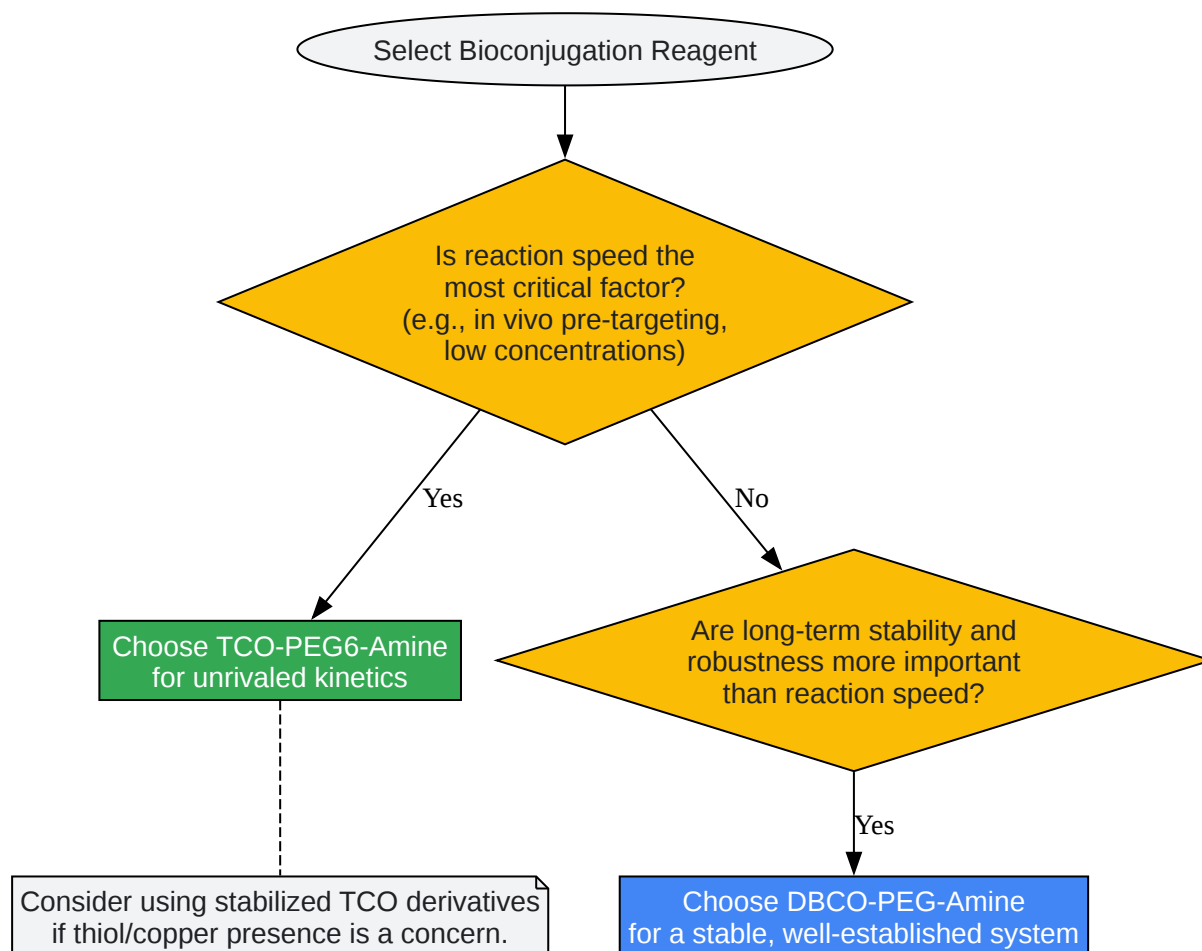 Select Bioconjugation Reagent
Is reaction speed the
most critical factor?
(e.g., in vivo pre-targeting,
low concentrations)
Yes
No
Choose TCO-PEG6-Amine
for unrivaled kinetics
Are long-term stability and
robustness more important
than reaction speed?
Yes
Consider using stabilized TCO derivatives
if thiol/copper presence is a concern.
Choose DBCO-PEG-Amine
for a stable, well-established system